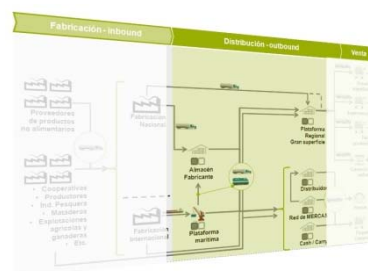 Fabricación - inbound
Distribución - outbound
Venta
Proveedores
de productos
no alimentarios
Fabricación
Nacional
Plataforma
Regional
Gran superficie
Almacén
Fabricante
• Cooperativas
• Productores
• Ind. Pesquera
• Mataderos
• Explotaciones
agrícolas y
ganaderas
• Etc.
Fabricación
Internacional
Plataforma
marítima
Distribución
Red de MERCAS
Cash / Carry